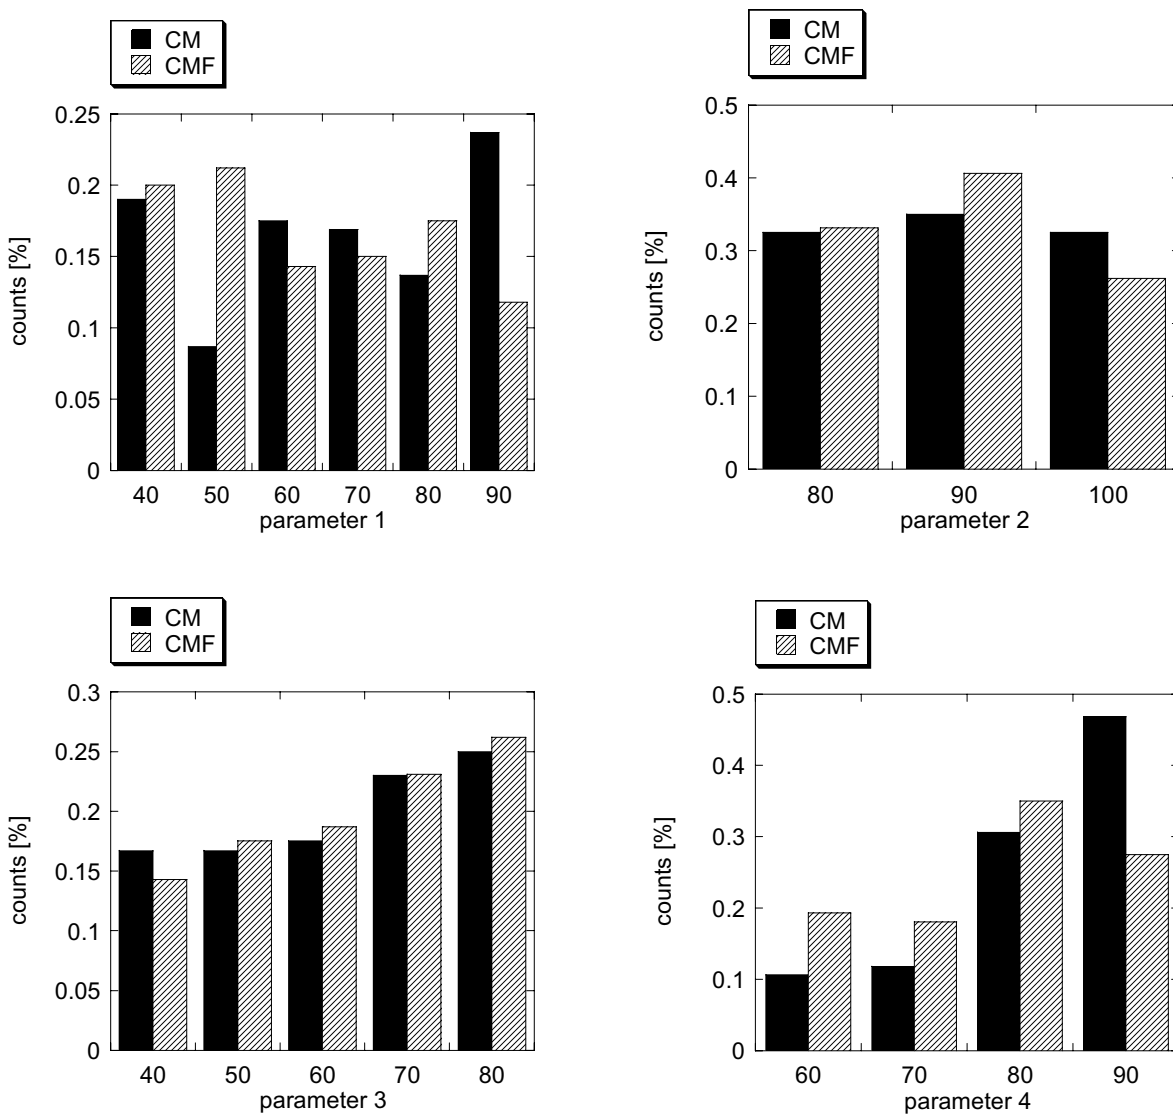 CM
CMF
0.25
0.2
0.15
0.1
0.05
0
counts [%]
40 50 60 70 80 90
parameter 1
CM
CMF
0.5
0.4
0.3
0.2
0.1
0
counts [%]
80 90 100
parameter 2
CM
CMF
0.3
0.25
0.2
0.15
0.1
0.05
0
counts [%]
40 50 60 70 80
parameter 3
CM
CMF
0.5
0.4
0.3
0.2
0.1
0
counts [%]
60 70 80 90
parameter 4